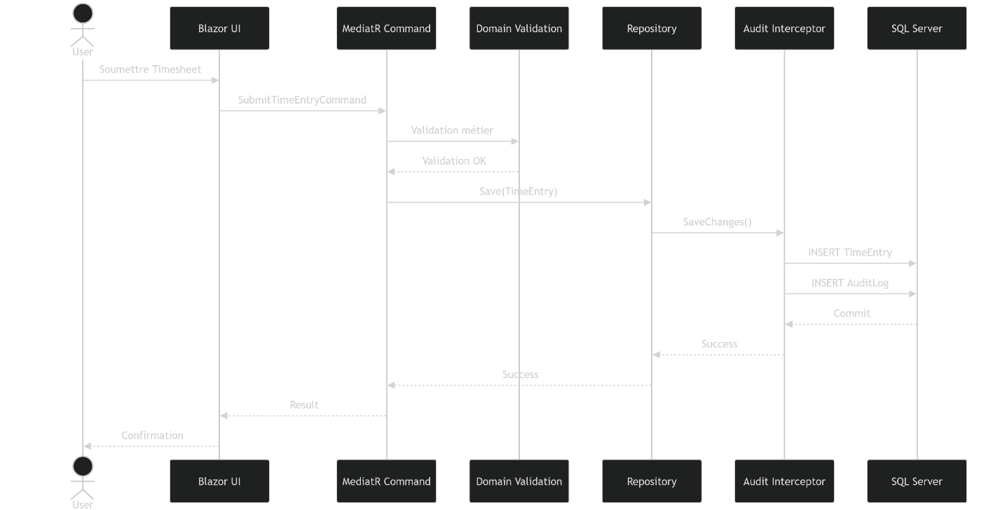 Blazor UI
MediatR Command
Domain Validation
Repository
Audit Interceptor
SQL Server
User
Soumettre Timesheet
SubmitTimeEntryCommand
Validation métier
Validation OK
Save(TimeEntry)
SaveChanges()
INSERT TimeEntry
INSERT AuditLog
Commit
Success
Success
Result
Confirmation
Blazor UI
MediatR Command
Domain Validation
Repository
Audit Interceptor
SQL Server
User